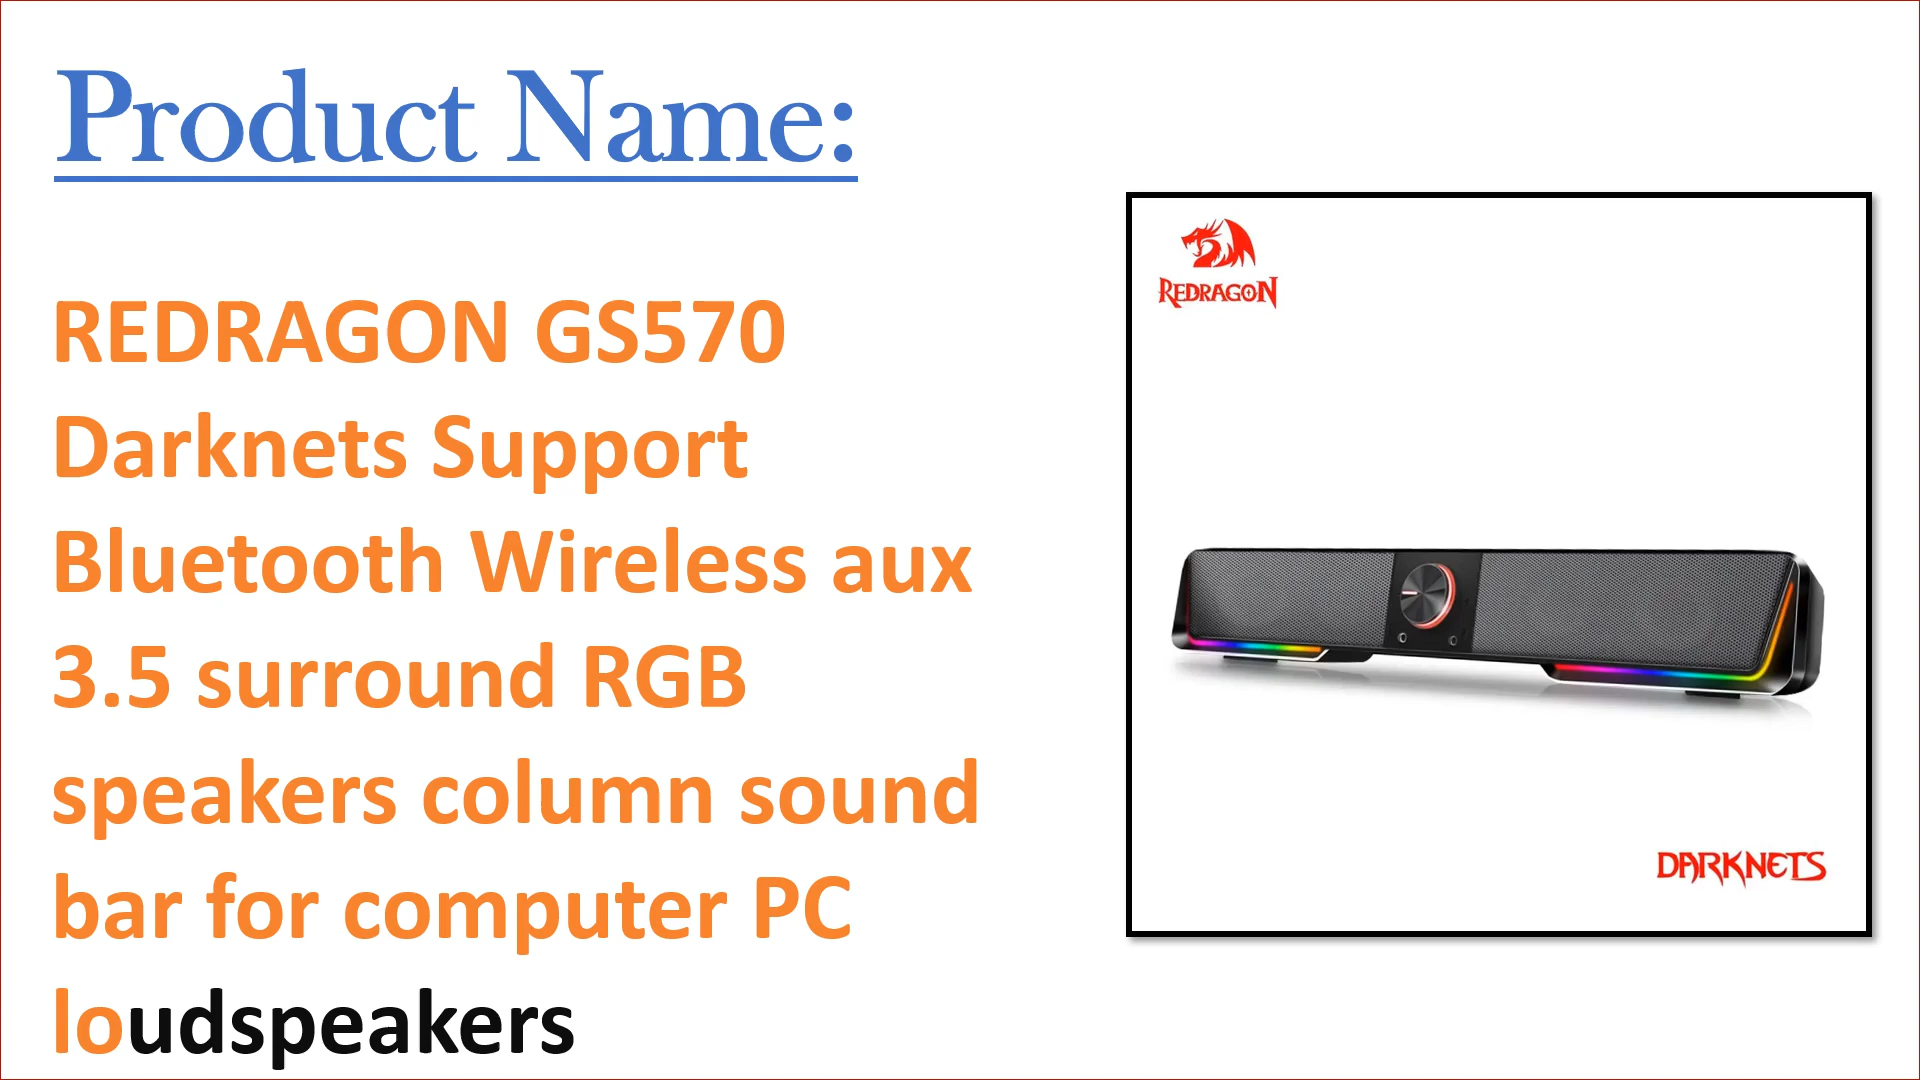 Product Name:
REDRAGON GS570
Darknets Support
Bluetooth Wireless aux
3.5 surround RGB
speakers column sound
bar for computer PC
loudspeakers
REDRAGON
DARKNETS